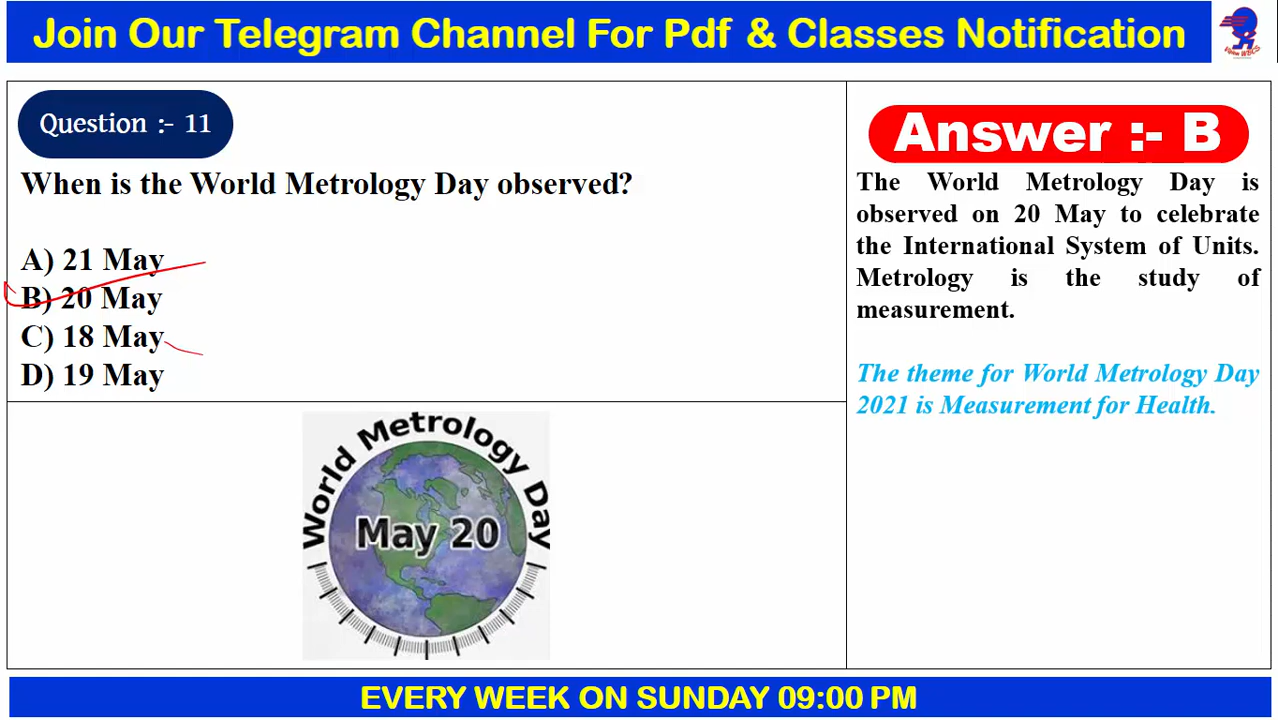 Join Our Telegram Channel For Pdf & Classes Notification
Question :- 11
When is the World Metrology Day observed?
A) 21 May
B) 20 May
C) 18 May
D) 19 May
World Metrology Day
May 20
Answer :- B
The World Metrology Day is
observed on 20 May to celebrate
the International System of Units.
Metrology is the study of
measurement.
The theme for World Metrology Day
2021 is Measurement for Health.
EVERY WEEK ON SUNDAY 09:00 PM